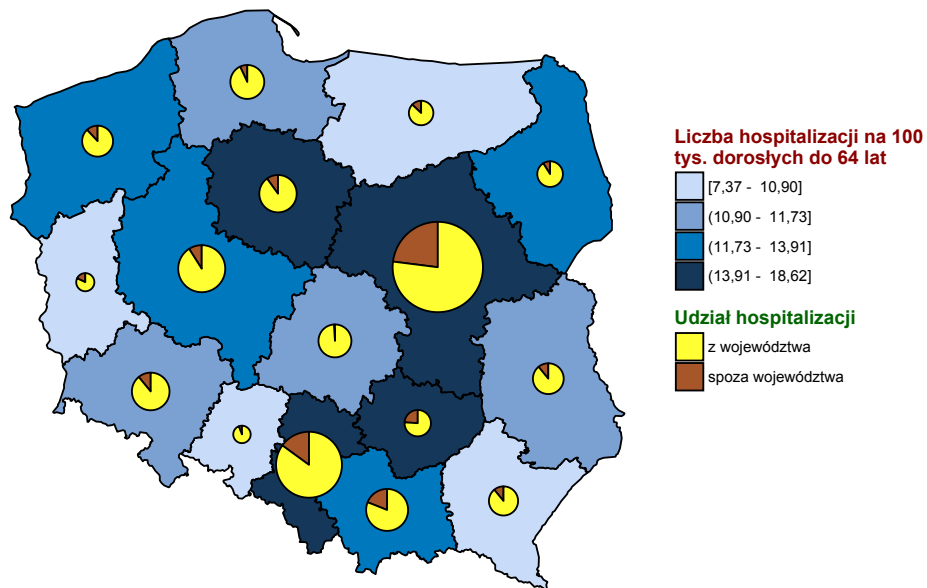 Liczba hospitalizacji na 100
tys. dorosłych do 64 lat
[7,37 - 10,90]
(10,90 - 11,73]
(11,73 - 13,91]
(13,91 - 18,62]
Udział hospitalizacji
z województwa
spoza województwa